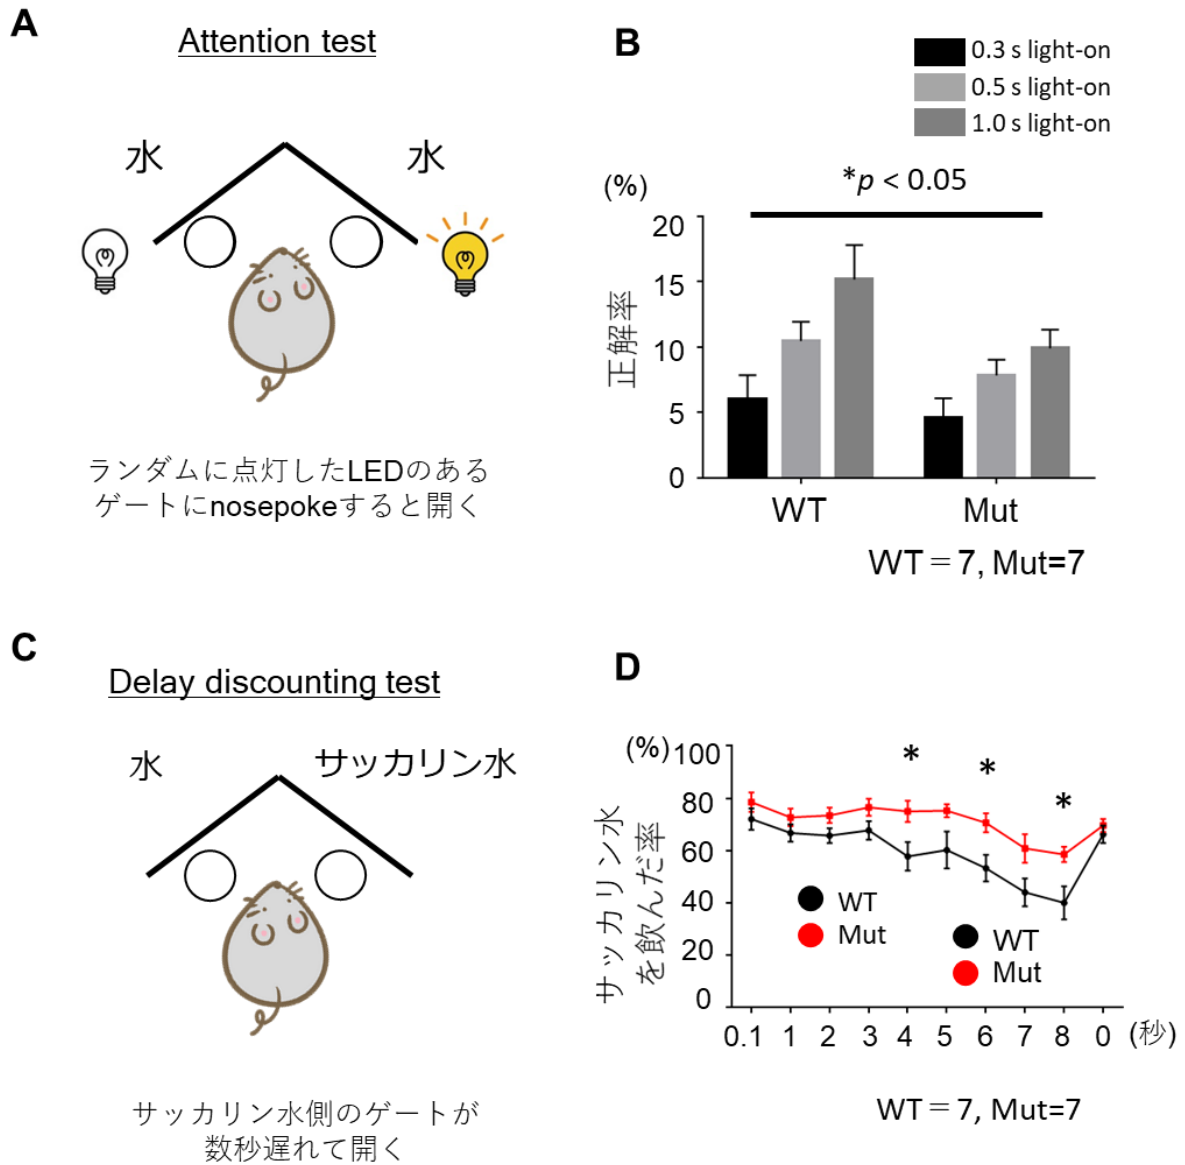 A
Attention test
水
水
ランダムに点灯したLEDのある
ゲートにnosepokeすると開く
B
0.3 s light-on
0.5 s light-on
1.0 s light-on
*p < 0.05
(%)
正解率
20
15
10
5
0
WT
Mut
WT＝7, Mut=7
C
Delay discounting test
水
サッカリン水
サッカリン水側のゲートが
数秒遅れて開く
D
(%)
サッカリン水
を飲んだ率
100
80
60
40
20
0
*
*
*
WT
Mut
WT
Mut
0.1 1 2 3 4 5 6 7 8 0 (秒)
WT＝7, Mut=7